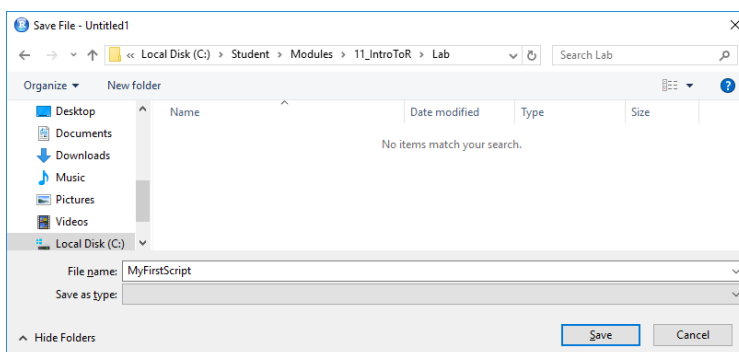 Save File - Untitled1
« Local Disk (C:) › Student › Modules › 11_IntroToR › Lab
Search Lab
Organize
New folder
Name Date modified Type Size
No items match your search.
Desktop
Documents
Downloads
Music
Pictures
Videos
Local Disk (C:)
File name: MyFirstScript
Save as type:
Hide Folders
Save
Cancel